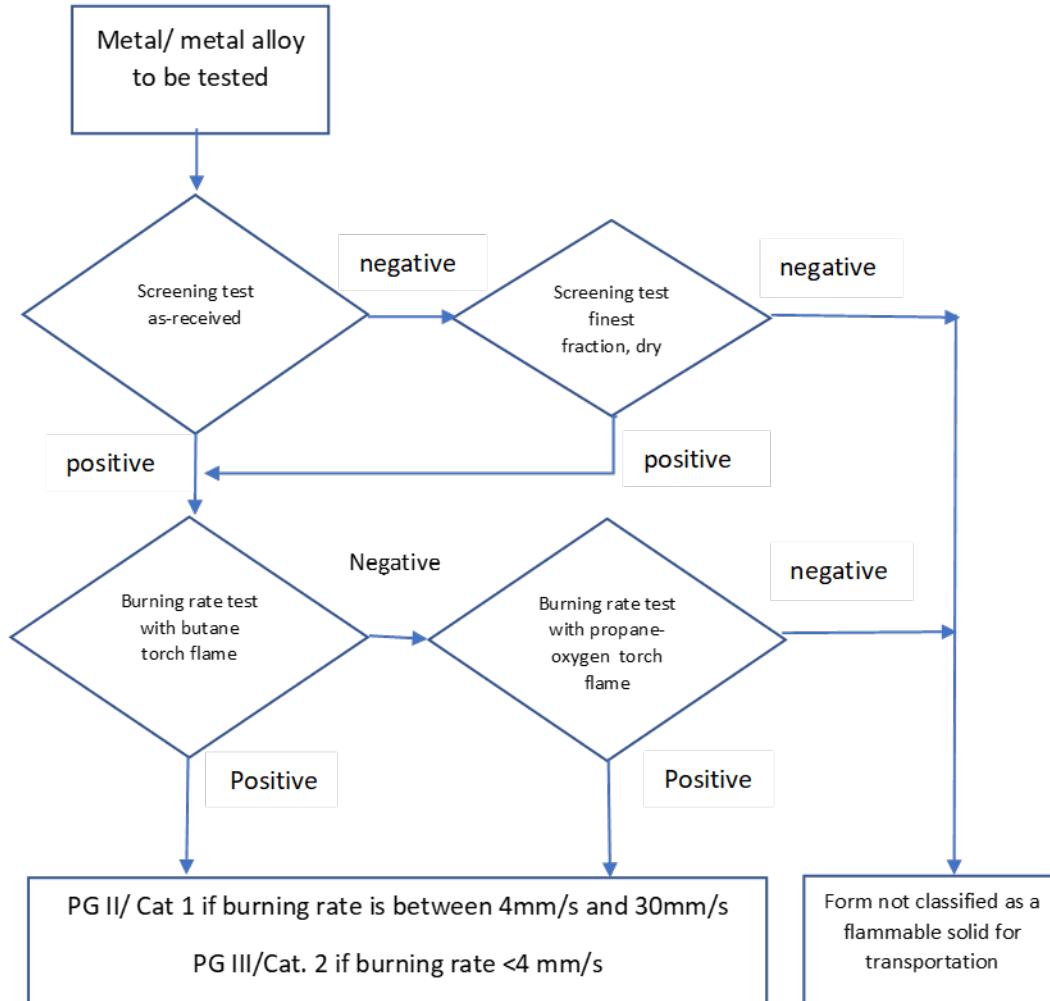 Metal/ metal alloy
to be tested
negative
negative
Screening test
as-received
Screening test
finest
fraction, dry
positive
positive
Negative
negative
Burning rate test
with butane
torch flame
Burning rate test
with propane-
oxygen torch
flame
Positive
Positive
PG II/ Cat 1 if burning rate is between 4mm/s and 30mm/s
PG III/Cat. 2 if burning rate <4 mm/s
Form not classified as a
flammable solid for
transportation